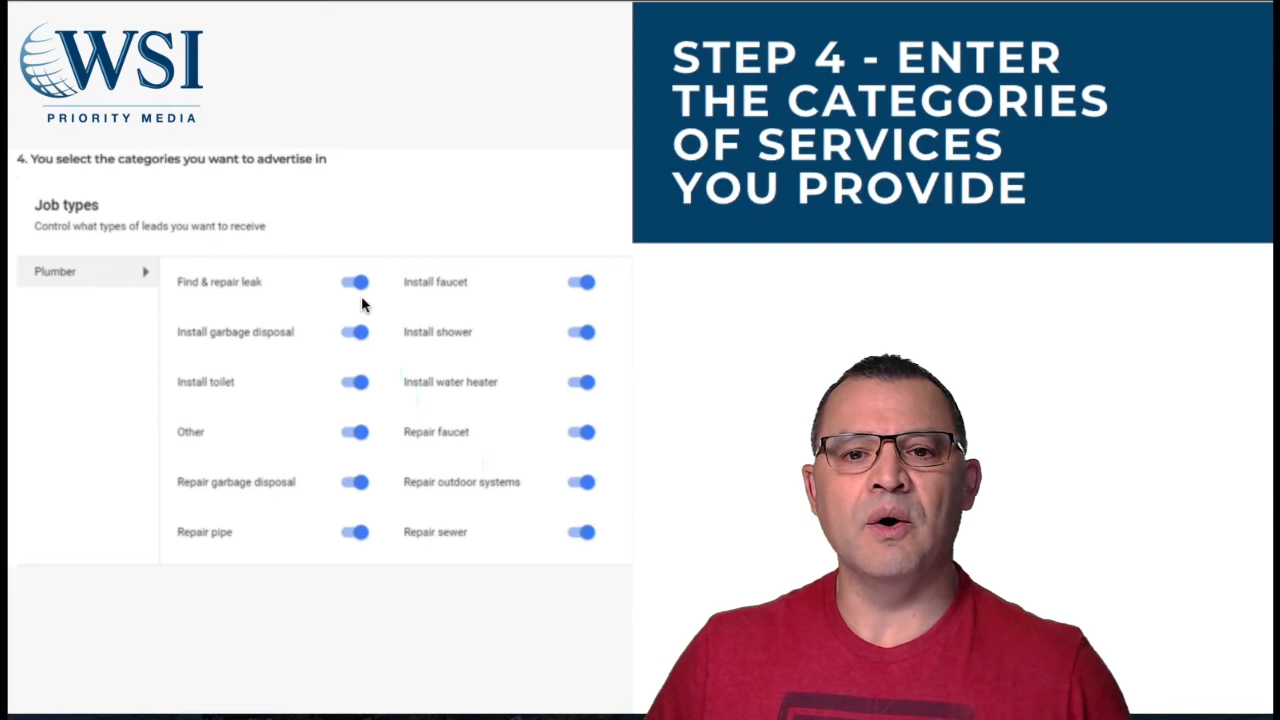 WSI
PRIORITY MEDIA
STEP 4 - ENTER
THE CATEGORIES
OF SERVICES
YOU PROVIDE
4. You select the categories you want to advertise in
Job types
Control what types of leads you want to receive
Plumber
Find & repair leak
Install faucet
Install garbage disposal
Install shower
Install toilet
Install water heater
Other
Repair faucet
Repair garbage disposal
Repair outdoor systems
Repair pipe
Repair sewer